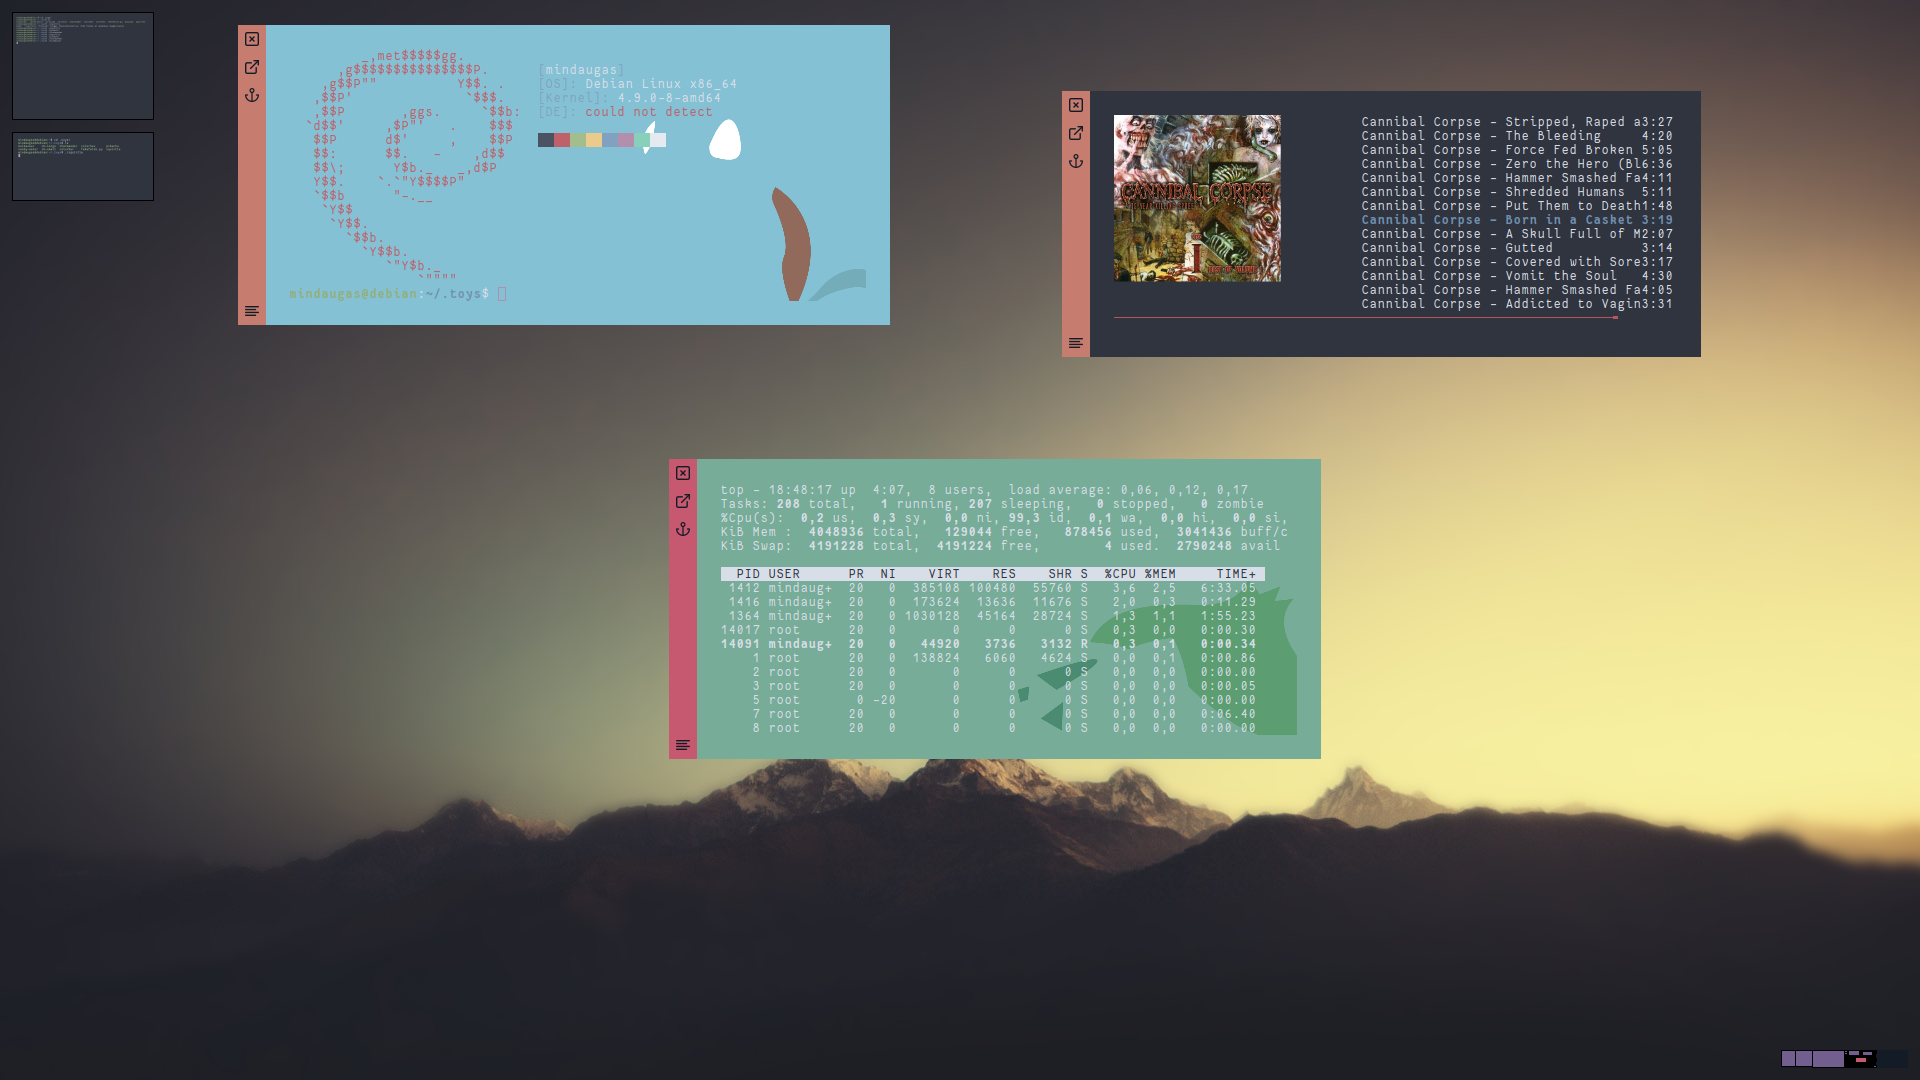 _,met$$$$$gg.
,g$$$$$$$$$$$$$$$P.
,g$$P""       Y$$. .
,$$P'              `$$$.
,$$P       ,ggs.     `$$b:
`d$$'     ,$P"'   .    $$$
$$P      d$'     ,    $$P
$$:      $$.   -    ,d$$
$$\;      Y$b._   _,d$P
Y$$.    `.`"Y$$$$P"
`$$b      "-.__
`Y$$
`Y$$.
`$$b.
`Y$$b.
`"Y$b._
`""""
[mindaugas]
[OS]: Debian Linux x86_64
[Kernel]: 4.9.0-8-amd64
[DE]: could not detect
mindaugas@debian:~/.toys$
CANNIBAL CORPSE
Cannibal Corpse - Stripped, Raped a3:27
Cannibal Corpse - The Bleeding     4:20
Cannibal Corpse - Force Fed Broken 5:05
Cannibal Corpse - Zero the Hero (Bl6:36
Cannibal Corpse - Hammer Smashed Fa4:11
Cannibal Corpse - Shredded Humans  5:11
Cannibal Corpse - Put Them to Death1:48
Cannibal Corpse - Born in a Casket 3:19
Cannibal Corpse - A Skull Full of M2:07
Cannibal Corpse - Gutted           3:14
Cannibal Corpse - Covered with Sore3:17
Cannibal Corpse - Vomit the Soul   4:30
Cannibal Corpse - Hammer Smashed Fa4:05
Cannibal Corpse - Addicted to Vagin3:31
top - 18:48:17 up  4:07,  8 users,  load average: 0,06, 0,12, 0,17
Tasks: 208 total,   1 running, 207 sleeping,   0 stopped,   0 zombie
%Cpu(s):  0,2 us,  0,3 sy,  0,0 ni, 99,3 id,  0,1 wa,  0,0 hi,  0,0 si,
KiB Mem :  4048936 total,   129044 free,   878456 used,  3041436 buff/c
KiB Swap:  4191228 total,  4191224 free,        4 used.  2790248 avail
PID USER      PR  NI    VIRT    RES    SHR S  %CPU %MEM     TIME+
1412 mindaug+  20   0  385108 100480  55760 S   3,6  2,5   6:33.05
1416 mindaug+  20   0  173624  13636  11676 S   2,0  0,3   0:11.29
1364 mindaug+  20   0 1030128  45164  28724 S   1,3  1,1   1:55.23
14017 root      20   0       0      0      0 S   0,3  0,0   0:00.30
14091 mindaug+  20   0   44920   3736   3132 R   0,3  0,1   0:00.34
1 root      20   0  138824   6060   4624 S   0,0  0,1   0:00.86
2 root      20   0       0      0      0 S   0,0  0,0   0:00.00
3 root      20   0       0      0      0 S   0,0  0,0   0:00.05
5 root       0 -20       0      0      0 S   0,0  0,0   0:00.00
7 root      20   0       0      0      0 S   0,0  0,0   0:06.40
8 root      20   0       0      0      0 S   0,0  0,0   0:00.00